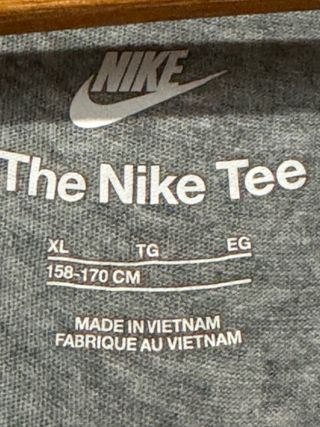 NIKE
The Nike Tee
XL TG EG
158-170 CM
MADE IN VIETNAM
FABRIQUE AU VIETNAM